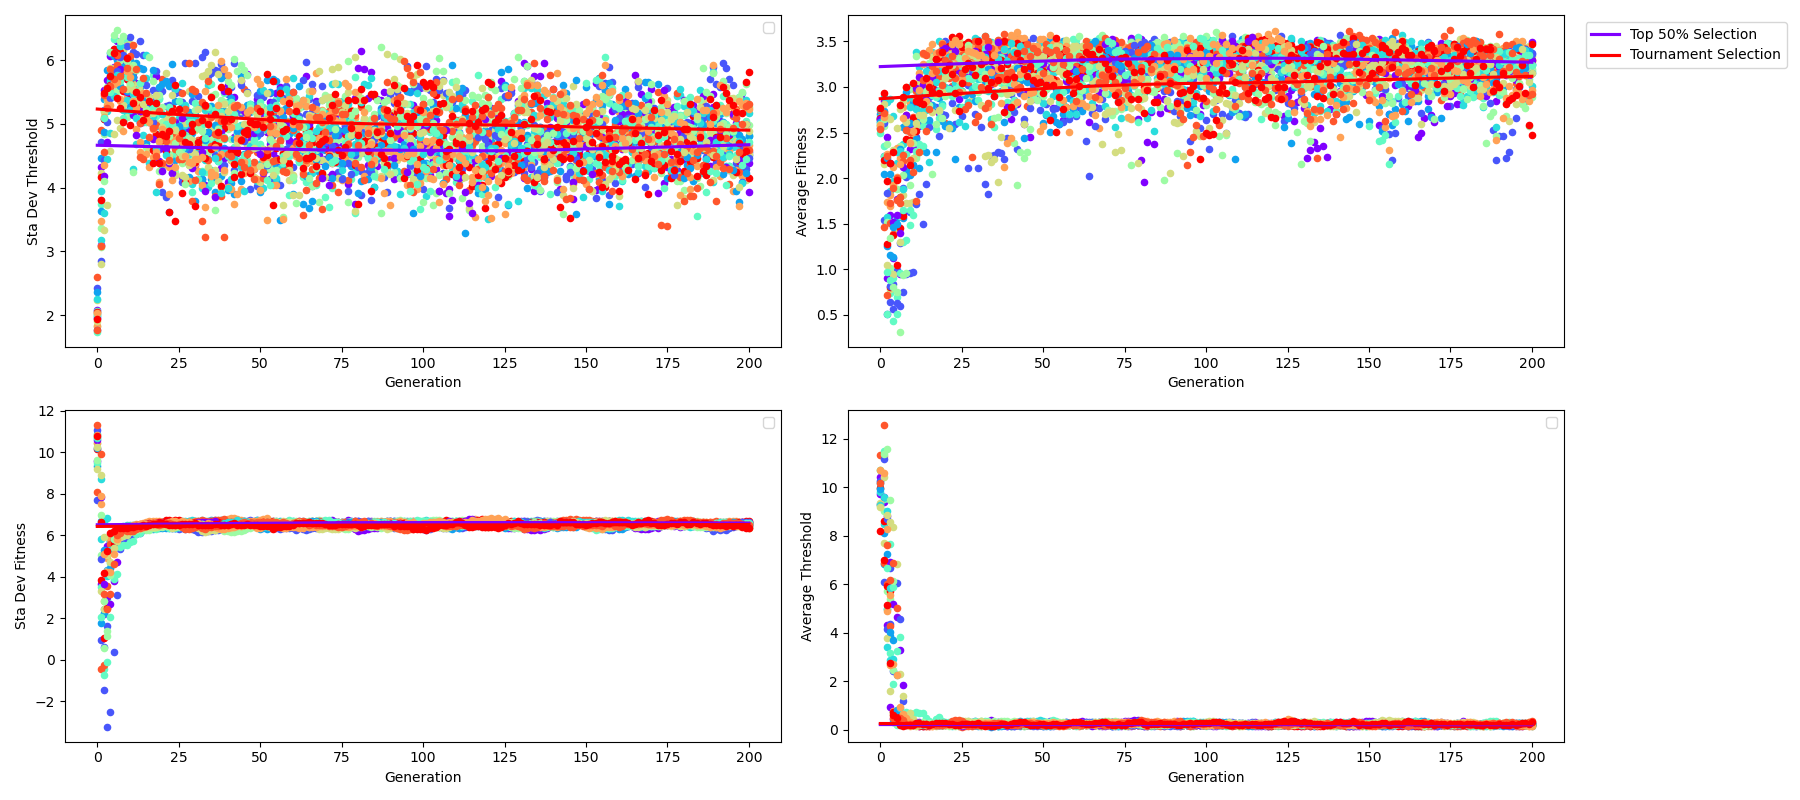 6
5
4
3
2
Sta Dev Threshold
0 25 50 75 100 125 150 175 200
Generation
3.5
3.0
2.5
2.0
1.5
1.0
0.5
Average Fitness
0 25 50 75 100 125 150 175 200
Generation
Top 50% Selection
Tournament Selection
12
10
8
6
4
2
0
−2
Sta Dev Fitness
0 25 50 75 100 125 150 175 200
Generation
12
10
8
6
4
2
0
Average Threshold
0 25 50 75 100 125 150 175 200
Generation